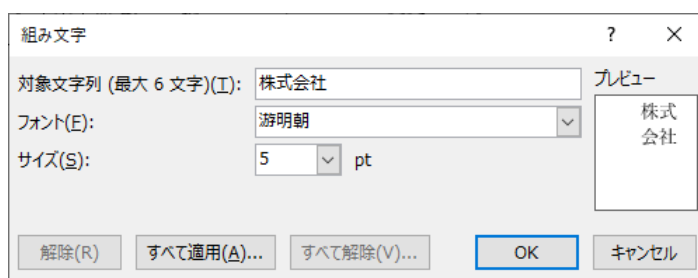 組み文字
対象文字列 (最大 6 文字)(T): 株式会社
プレビュー
株式
会社
フォント(F): 游明朝
サイズ(S): 5 pt
解除(R) すべて適用(A)... すべて解除(V)... OK キャンセル